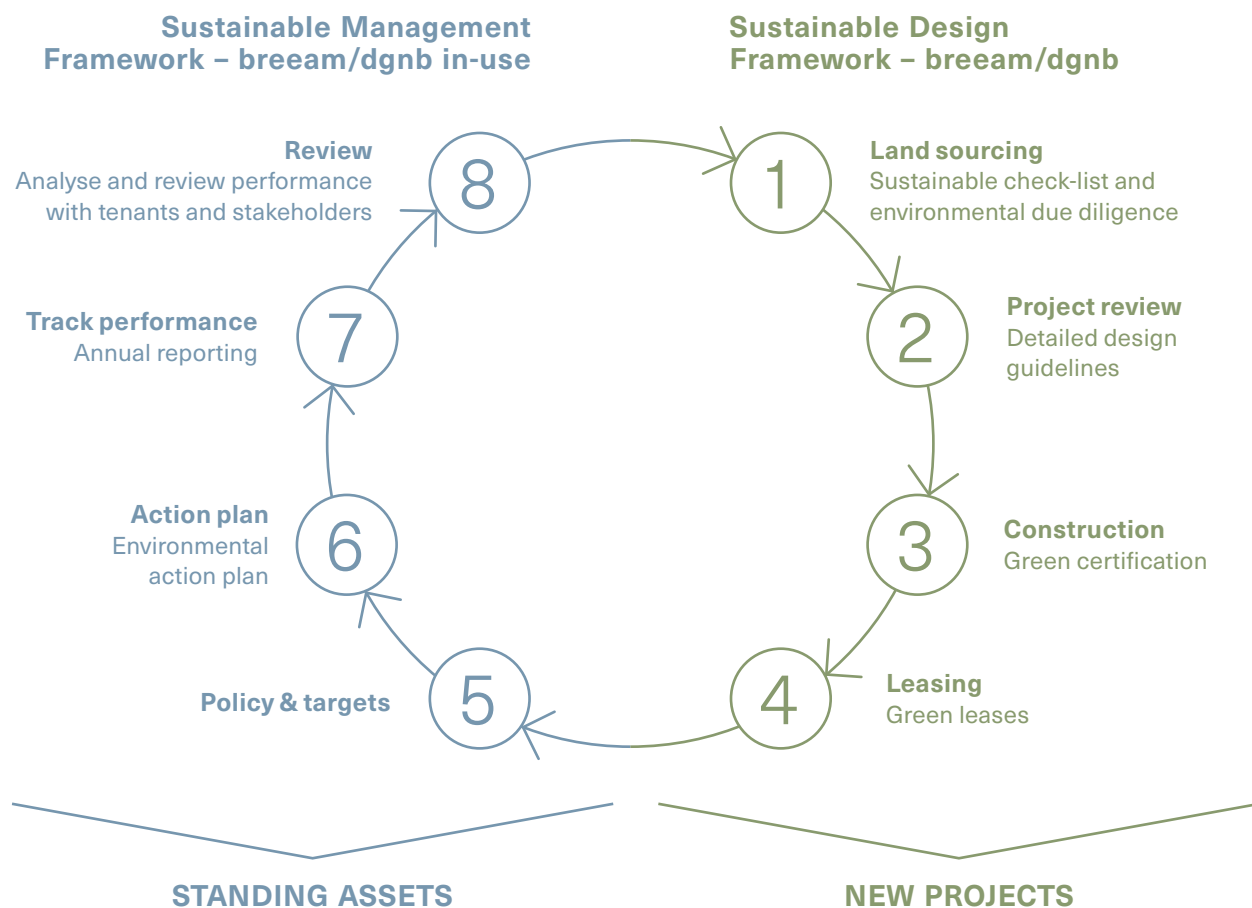 Sustainable Management
Framework – breeam/dgnb in-use
Sustainable Design
Framework – breeam/dgnb
1
Land sourcing
Sustainable check-list and
environmental due diligence
2
Project review
Detailed design
guidelines
3
Construction
Green certification
4
Leasing
Green leases
5
Policy & targets
6
Action plan
Environmental
action plan
7
Track performance
Annual reporting
8
Review
Analyse and review performance
with tenants and stakeholders
STANDING ASSETS
NEW PROJECTS